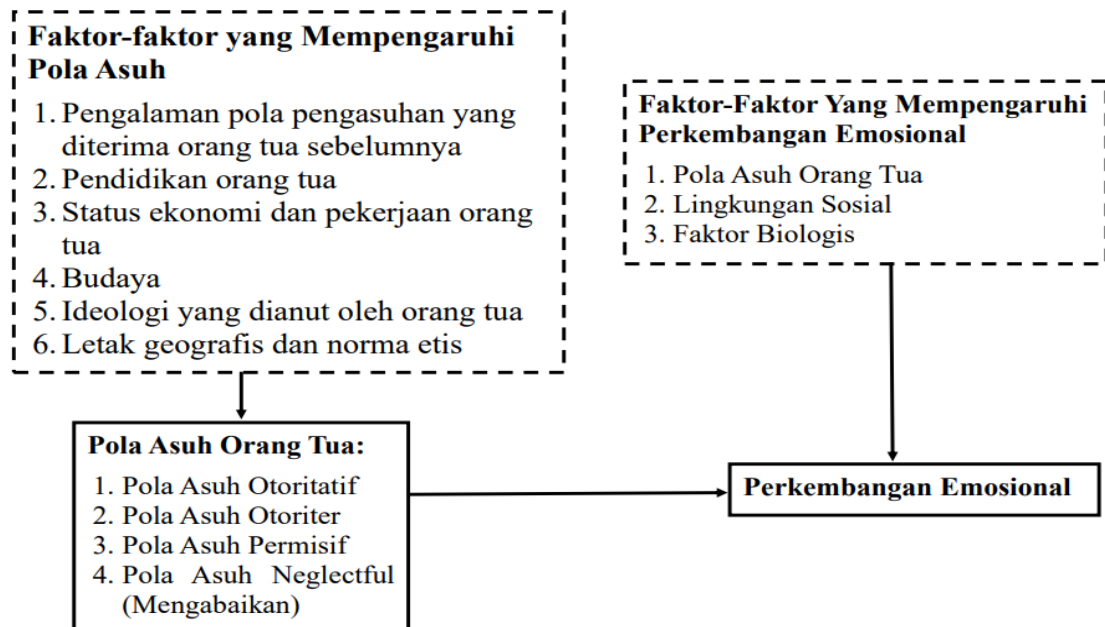 Faktor-faktor yang Mempengaruhi
Pola Asuh
1. Pengalaman pola pengasuhan yang
diterima orang tua sebelumnya
2. Pendidikan orang tua
3. Status ekonomi dan pekerjaan orang
tua
4. Budaya
5. Ideologi yang dianut oleh orang tua
6. Letak geografis dan norma etis
Faktor-Faktor Yang Mempengaruhi
Perkembangan Emosional
1. Pola Asuh Orang Tua
2. Lingkungan Sosial
3. Faktor Biologis
Pola Asuh Orang Tua:
1. Pola Asuh Otoritatif
2. Pola Asuh Otoriter
3. Pola Asuh Permisif
4. Pola Asuh Neglectful
(Mengabaikan)
Perkembangan Emosional